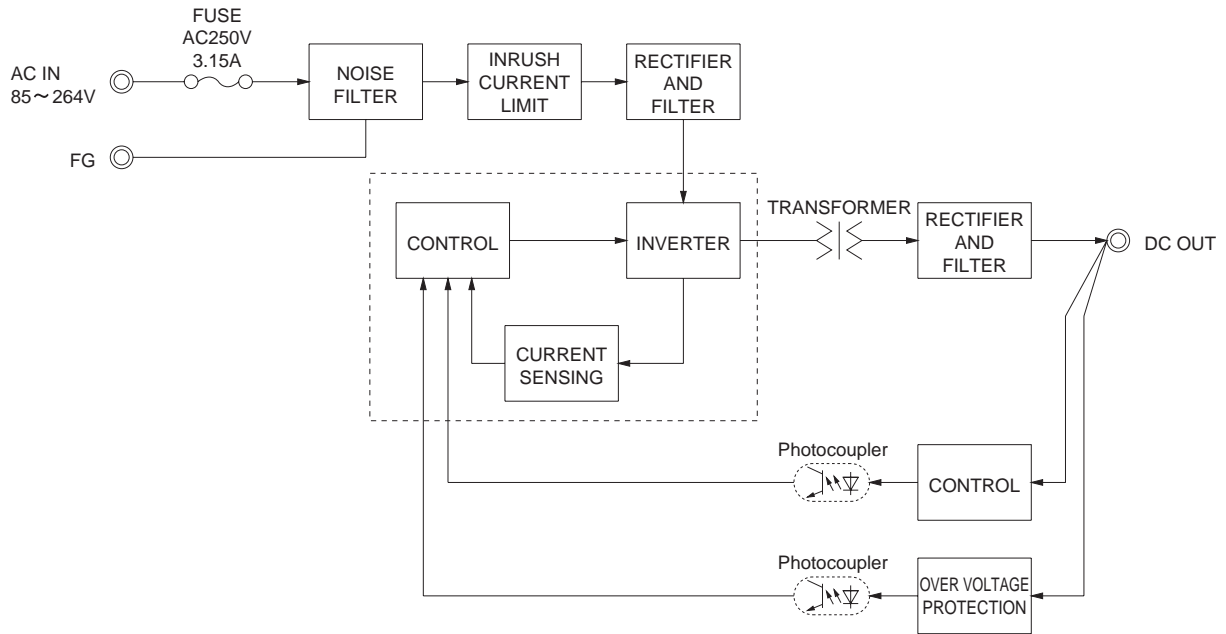 FUSE
AC250V
3.15A
AC IN
85～264V
NOISE
FILTER
INRUSH
CURRENT
LIMIT
RECTIFIER
AND
FILTER
FG
CONTROL
INVERTER
TRANSFORMER
RECTIFIER
AND
FILTER
DC OUT
CURRENT
SENSING
Photocoupler
CONTROL
Photocoupler
OVER VOLTAGE
PROTECTION